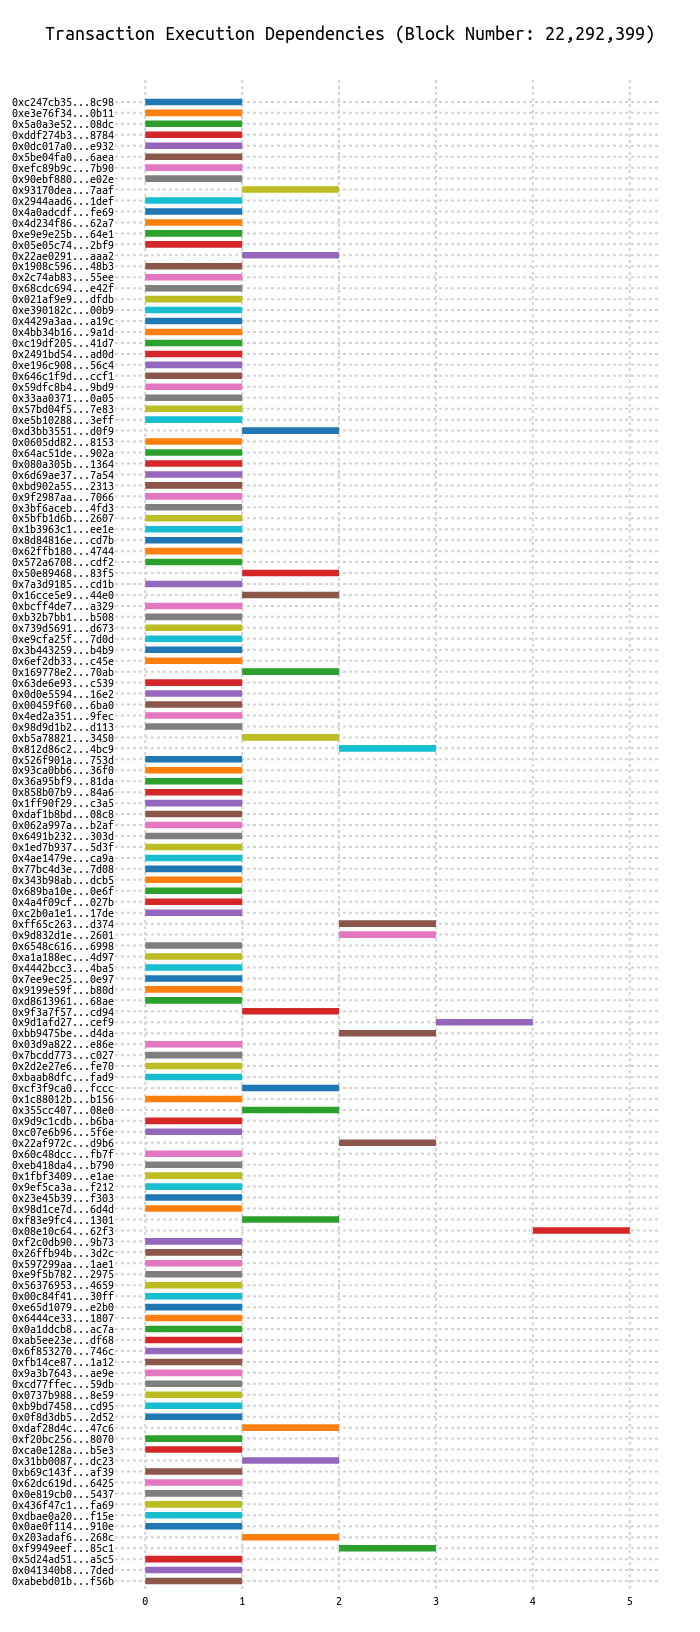 Transaction Execution Dependencies (Block Number: 22,292,399)
0xc247cb35...8c98
0xe3e76f34...0b11
0x5a0a3e52...08dc
0xddf274b3...8784
0x0dc017a0...e932
0x5be04fa0...6aea
0xefc89b9c...7b90
0x90ebf880...e02e
0x93170dea...7aaf
0x2944aad6...1def
0x4a0adcdf...fe69
0x4d234f86...62a7
0xe9e9e25b...64e1
0x05e05c74...2bf9
0x22ae0291...aaa2
0x1908c596...48b3
0x2c74ab83...55ee
0x68cdc694...e42f
0x021af9e9...dfdb
0xe390182c...00b9
0x4429a3aa...a19c
0x4bb34b16...9a1d
0xc19df205...41d7
0x2491bd54...ad0d
0xe196c908...56c4
0x646c1f9d...ccf1
0x59dfc8b4...9bd9
0x33aa0371...0a05
0x57bd04f5...7e83
0xe5b10288...3eff
0xd3bb3551...d0f9
0x0605dd82...8153
0x64ac51de...902a
0x080a305b...1364
0x6d69ae37...7a54
0xbd902a55...2313
0x9f2987aa...7066
0x3bf6aceb...4fd3
0x5bfb1d6b...2607
0x1b3963c1...ee1e
0x8d84816e...cd7b
0x62ffb180...4744
0x572a6708...cdf2
0x50e89468...83f5
0x7a3d9185...cd1b
0x16cce5e9...44e0
0xbcff4de7...a329
0xb32b7bb1...b508
0x739d5691...d673
0xe9cfa25f...7d0d
0x3b443259...b4b9
0x6ef2db33...c45e
0x169778e2...70ab
0x63de6e93...c539
0x0d0e5594...16e2
0x00459f60...6ba0
0x4ed2a351...9fec
0x98d9d1b2...d113
0xb5a78821...3450
0x812d86c2...4bc9
0x526f901a...753d
0x93ca0bb6...36f0
0x36a95bf9...81da
0x858b07b9...84a6
0x1ff90f29...c3a5
0xdaf1b8bd...08c8
0x062a997a...b2af
0x6491b232...303d
0x1ed7b937...5d3f
0x4ae1479e...ca9a
0x77bc4d3e...7d08
0x343b98ab...dcb5
0x689ba10e...0e6f
0x4a4f09cf...027b
0xc2b0a1e1...17de
0xff65c263...d374
0x9d832d1e...2601
0x6548c616...6998
0xa1a188ec...4d97
0x4442bcc3...4ba5
0x7ee9ec25...0e97
0x9199e59f...b80d
0xd8613961...68ae
0x9f3a7f57...cd94
0x9d1afd27...cef9
0xbb9475be...d4da
0x03d9a822...e86e
0x7bcdd773...c027
0x2d2e27e6...fe70
0xbaab8dfc...fad9
0xcf3f9ca0...fccc
0x1c88012b...b156
0x355cc407...08e0
0x9d9c1cdb...b6ba
0xc07e6b96...5f6e
0x22af972c...d9b6
0x60c48dcc...fb7f
0xeb418da4...b790
0x1fbf3409...e1ae
0x9ef5ca3a...f212
0x23e45b39...f303
0x98d1ce7d...6d4d
0xf83e9fc4...1301
0x08e10c64...62f3
0xf2c0db90...9b73
0x26ffb94b...3d2c
0x597299aa...1ae1
0xe9f5b782...2975
0x56376953...4659
0x00c84f41...30ff
0xe65d1079...e2b0
0x6444ce33...1807
0x0a1ddcb8...ac7a
0xab5ee23e...df68
0x6f853270...746c
0xfb14ce87...1a12
0x9a3b7643...ae9e
0xcd77ffec...59db
0x0737b988...8e59
0xb9bd7458...cd95
0x0f8d3db5...2d52
0xdaf28d4c...47c6
0xf20bc256...8070
0xca0e128a...b5e3
0x31bb0087...dc23
0xb69c143f...af39
0x62dc619d...6425
0x0e819cb0...5437
0x436f47c1...fa69
0xdbae0a20...f15e
0x0ae0f114...910e
0x203adaf6...268c
0xf9949eef...85c1
0x5d24ad51...a5c5
0x041340b8...7ded
0xabebd01b...f56b
0 1 2 3 4 5